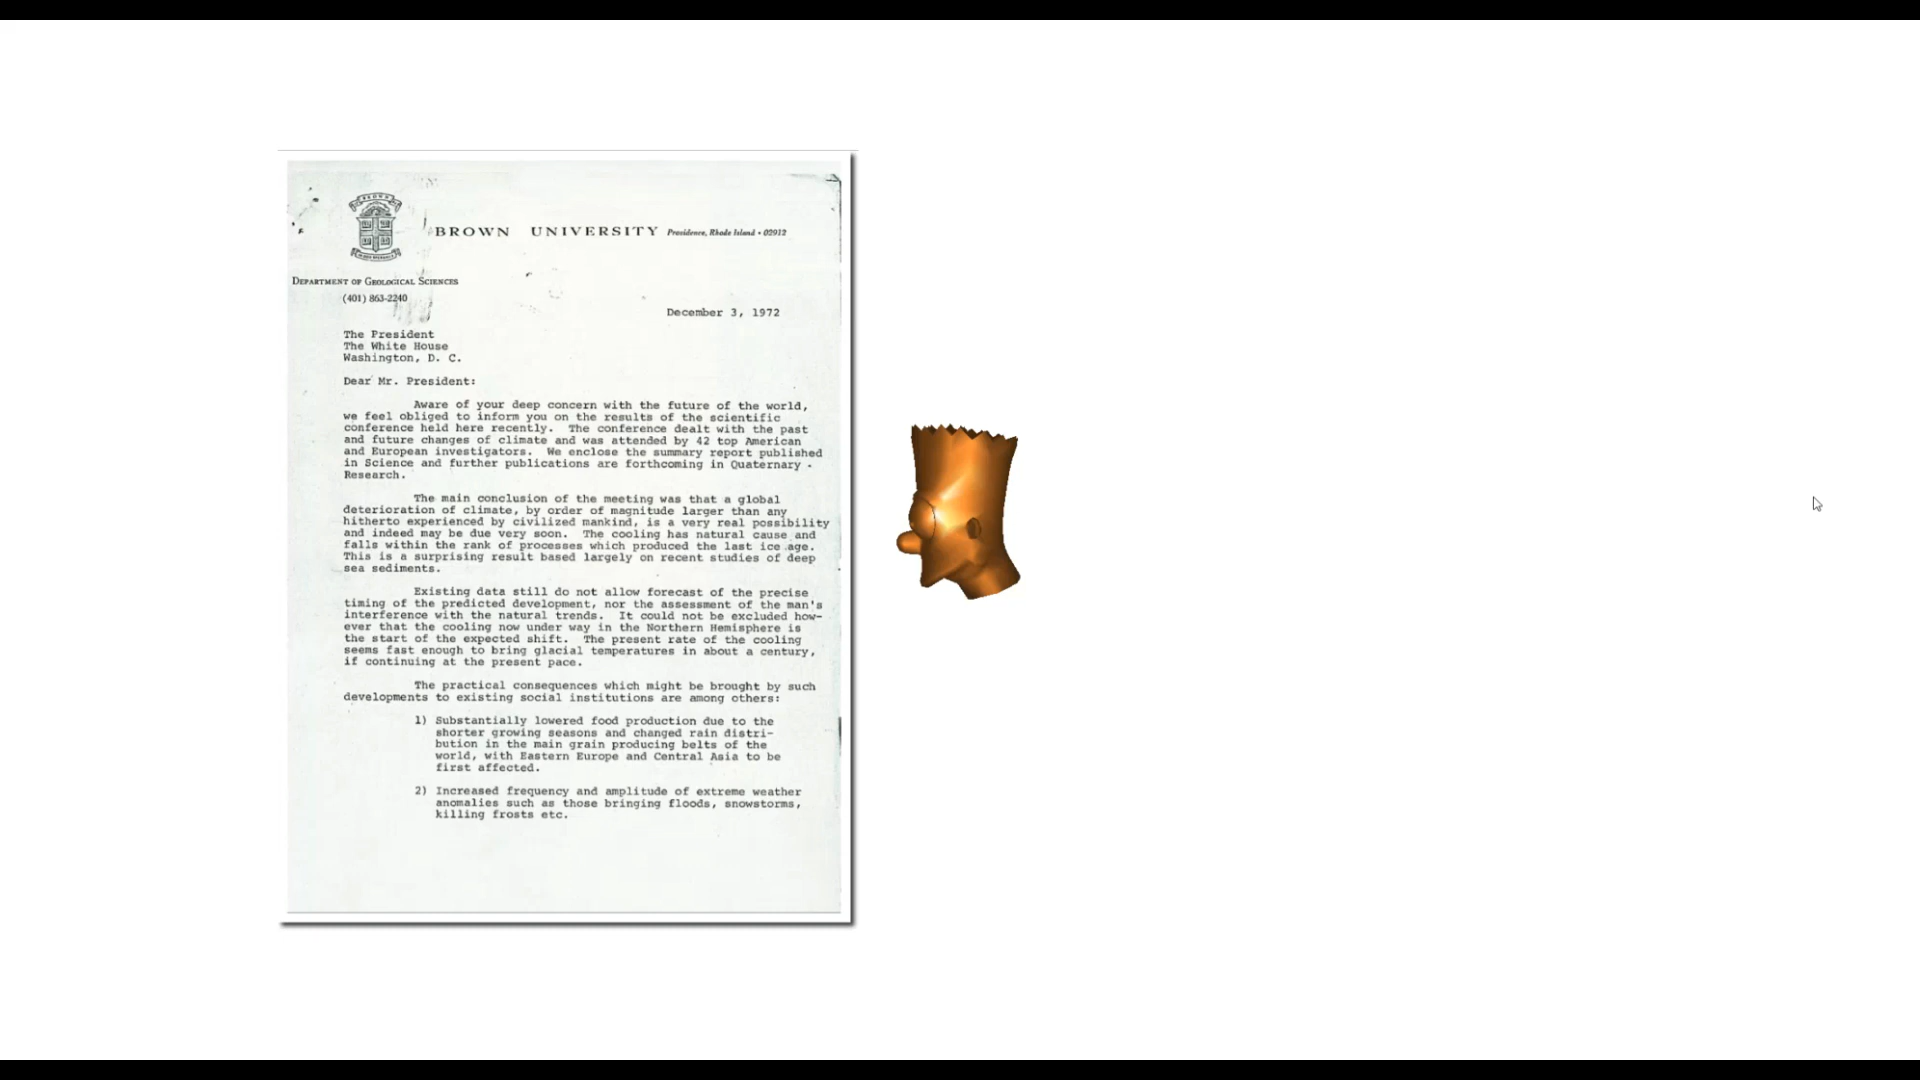 BROWN UNIVERSITY Providence, Rhode Island • 02912
DEPARTMENT OF GEOLOGICAL SCIENCES
(401) 863-2240
December 3, 1972
The President
The White House
Washington, D. C.
Dear Mr. President:
Aware of your deep concern with the future of the world,
we feel obliged to inform you on the results of the scientific
conference held here recently. The conference dealt with the past
and future changes of climate and was attended by 42 top American
and European investigators. We enclose the summary report published
in Science and further publications are forthcoming in Quaternary
Research.
The main conclusion of the meeting was that a global
deterioration of climate, by order of magnitude larger than any
hitherto experienced by civilized mankind, is a very real possibility
and indeed may be due very soon. The cooling has natural cause and
falls within the rank of processes which produced the last ice age.
This is a surprising result based largely on recent studies of deep
sea sediments.
Existing data still do not allow forecast of the precise
timing of the predicted development, nor the assessment of the man's
interference with the natural trends. It could not be excluded how-
ever that the cooling now under way in the Northern Hemisphere is
the start of the expected shift. The present rate of the cooling
seems fast enough to bring glacial temperatures in about a century,
if continuing at the present pace.
The practical consequences which might be brought by such
developments to existing social institutions are among others:
1) Substantially lowered food production due to the
shorter growing seasons and changed rain distri-
bution in the main grain producing belts of the
world, with Eastern Europe and Central Asia to be
first affected.
2) Increased frequency and amplitude of extreme weather
anomalies such as those bringing floods, snowstorms,
killing frosts etc.